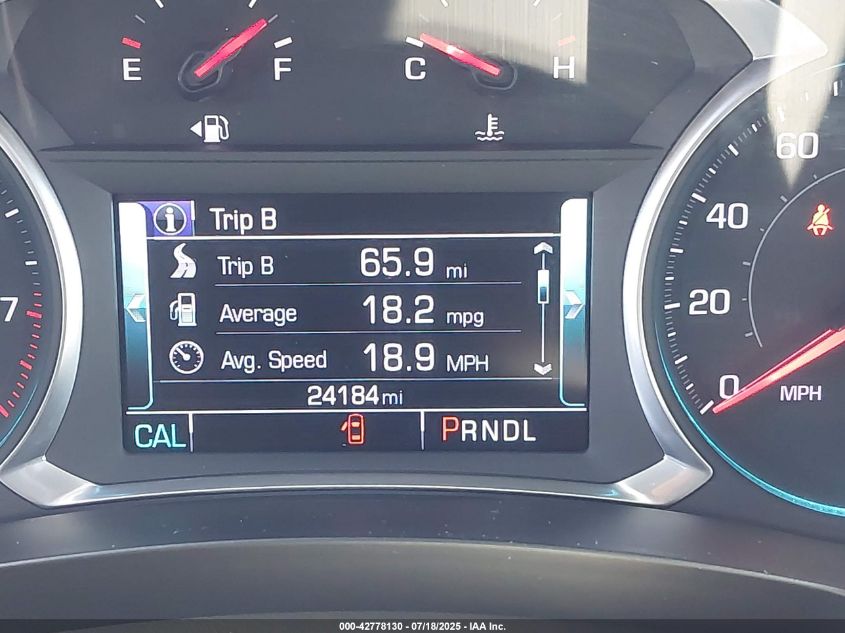 E F C H
60
40
20
0
MPH
7
Trip B
Trip B 65.9 mi
Average 18.2 mpg
Avg. Speed 18.9 MPH
24184 mi
CAL PRNDL
000-42778130 - 07/18/2025 - IAA Inc.